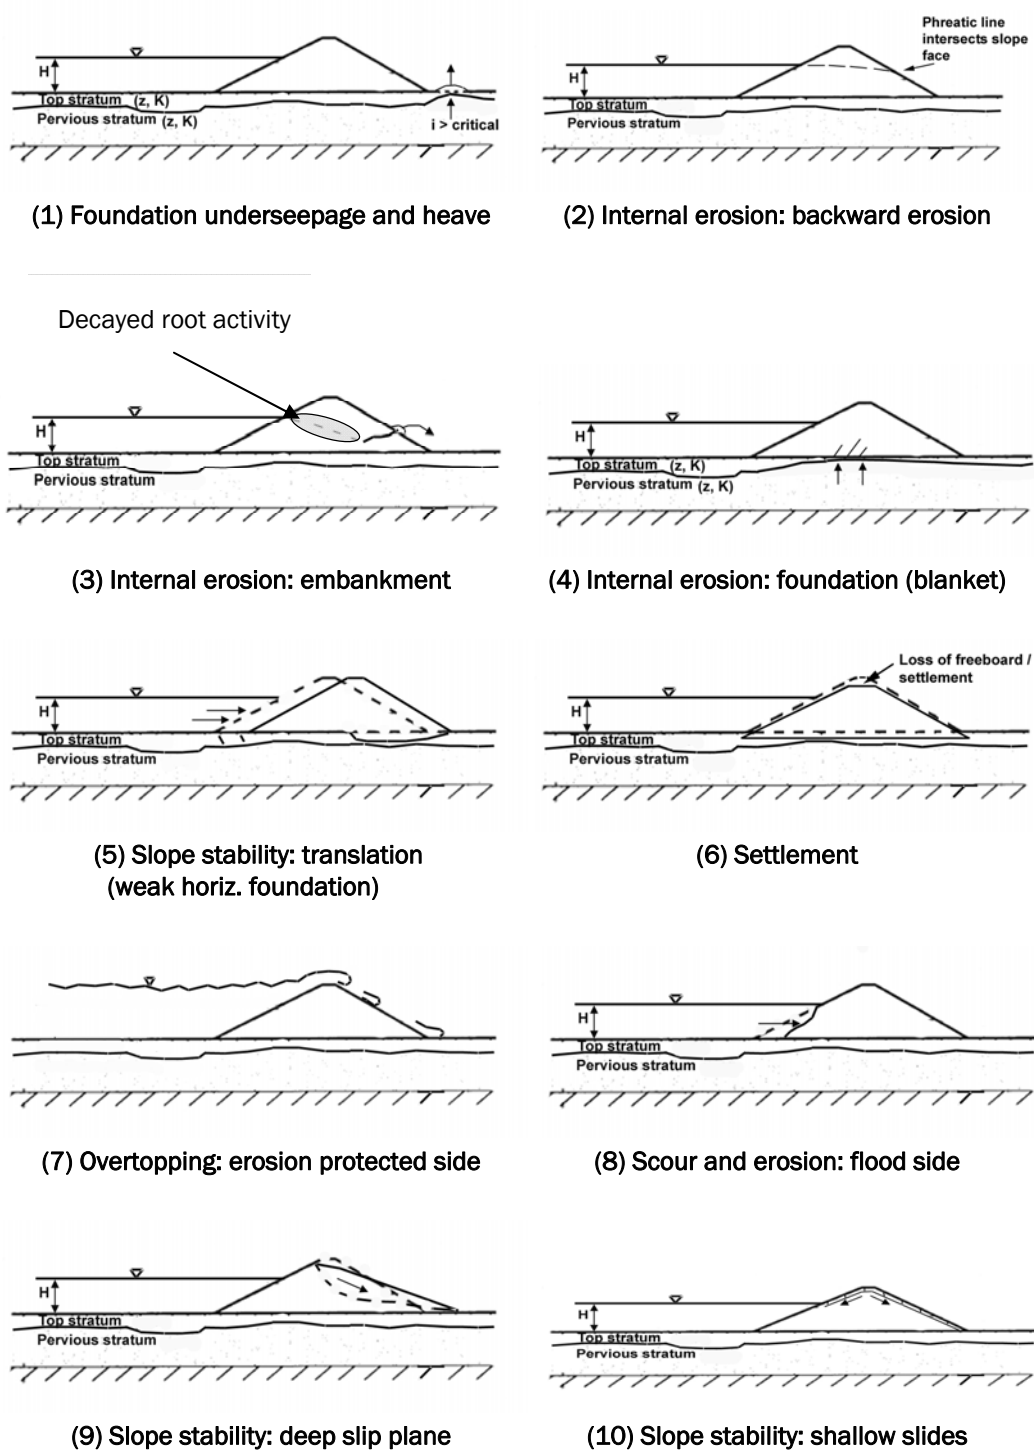 H
Top stratum (z, K)
Pervious stratum (z, K)
i > critical
(1) Foundation underseepage and heave
Phreatic line
intersects slope
face
H
Top stratum
Pervious stratum
(2) Internal erosion: backward erosion
Decayed root activity
H
Top stratum
Pervious stratum
(3) Internal erosion: embankment
H
Top stratum (z, K)
Pervious stratum (z, K)
(4) Internal erosion: foundation (blanket)
H
Top stratum
Pervious stratum
(5) Slope stability: translation
(weak horiz. foundation)
Loss of freeboard /
settlement
H
Top stratum
Pervious stratum
(6) Settlement
(7) Overtopping: erosion protected side
H
Top stratum
Pervious stratum
(8) Scour and erosion: flood side
H
Top stratum
Pervious stratum
(9) Slope stability: deep slip plane
H
Top stratum
Pervious stratum
(10) Slope stability: shallow slides